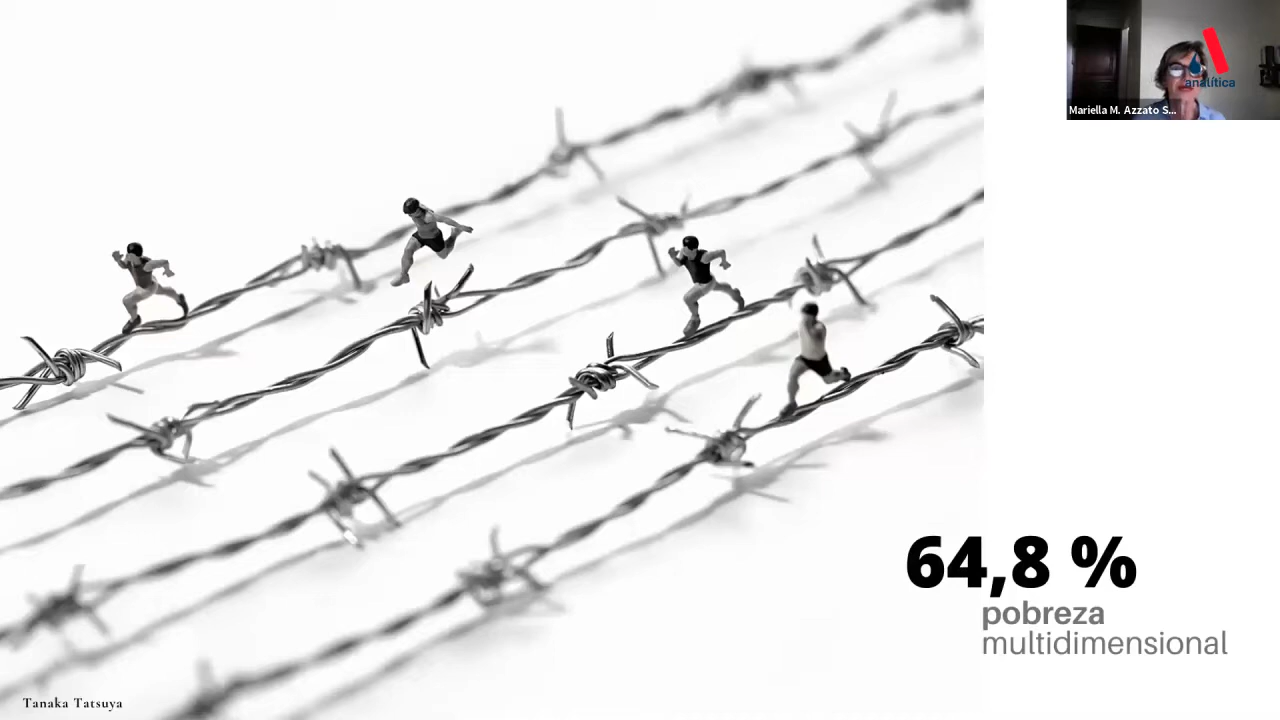 analítica
Mariella M. Azzato S...
64,8 %
pobreza
multidimensional
Tanaka Tatsuya